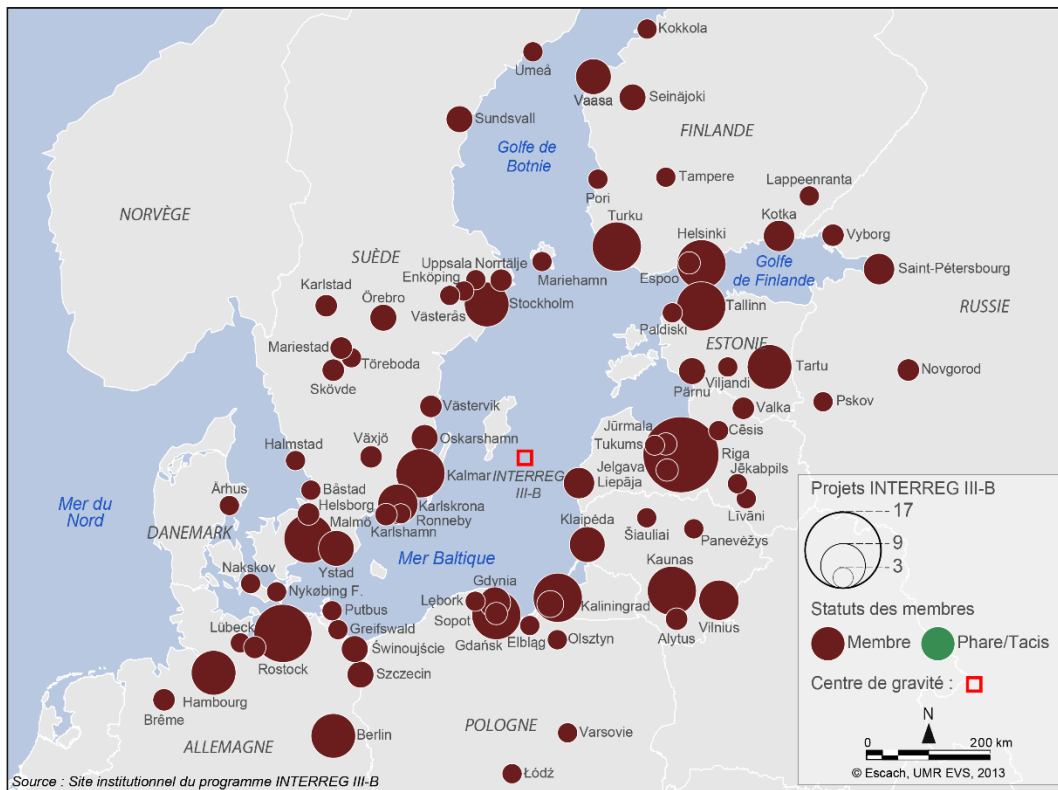 Kokkola
Umeå
Vaasa
Seinäjoki
Sundsvall
FINLANDE
Golfe de
Botnie
Tampere
Lappeenranta
Pori
NORVÈGE
Turku
Kotka
Helsinki
Vyborg
SUÈDE
Uppsala
Norrtälje
Mariehamn
Espoo
Golfe
de Finlande
Saint-Pétersbourg
Enköping
Karlstad
Örebro
Stockholm
Västerås
Tallinn
Paldiski
RUSSIE
Mariestad
ESTONIE
Töreboda
Skövde
Tartu
Novgorod
Pärnu
Viljandi
Västervik
Valka
Pskov
Jūrmala
Cēsis
Halmstad
Växjö
Oskarshamn
Tukums
Riga
Kalmar
INTERREG
III-B
Jelgava
Jēkabpils
Liepāja
Århus
Båstad
Mer du
Nord
Helsborg
Karlskrona
Līvāni
DANEMARK
Malmö
Ronneby
Karlshamn
Klaipėda
Šiauliai
Panevėžys
Ystad
Mer Baltique
Kaunas
Nakskov
Gdynia
Nykøbing F.
Lębork
Kaliningrad
Putbus
Sopot
Vilnius
Lübeck
Greifswald
Alytus
Gdańsk
Elbląg
Olsztyn
Świnoujście
Rostock
Szczecin
Hambourg
Brême
POLOGNE
Varsovie
ALLEMAGNE
Berlin
Łódź
Projets INTERREG III-B
17
9
3
Statuts des membres
Membre
Phare/Tacis
Centre de gravité :
N
0
200 km
© Escach, UMR EVS, 2013
Source : Site institutionnel du programme INTERREG III-B